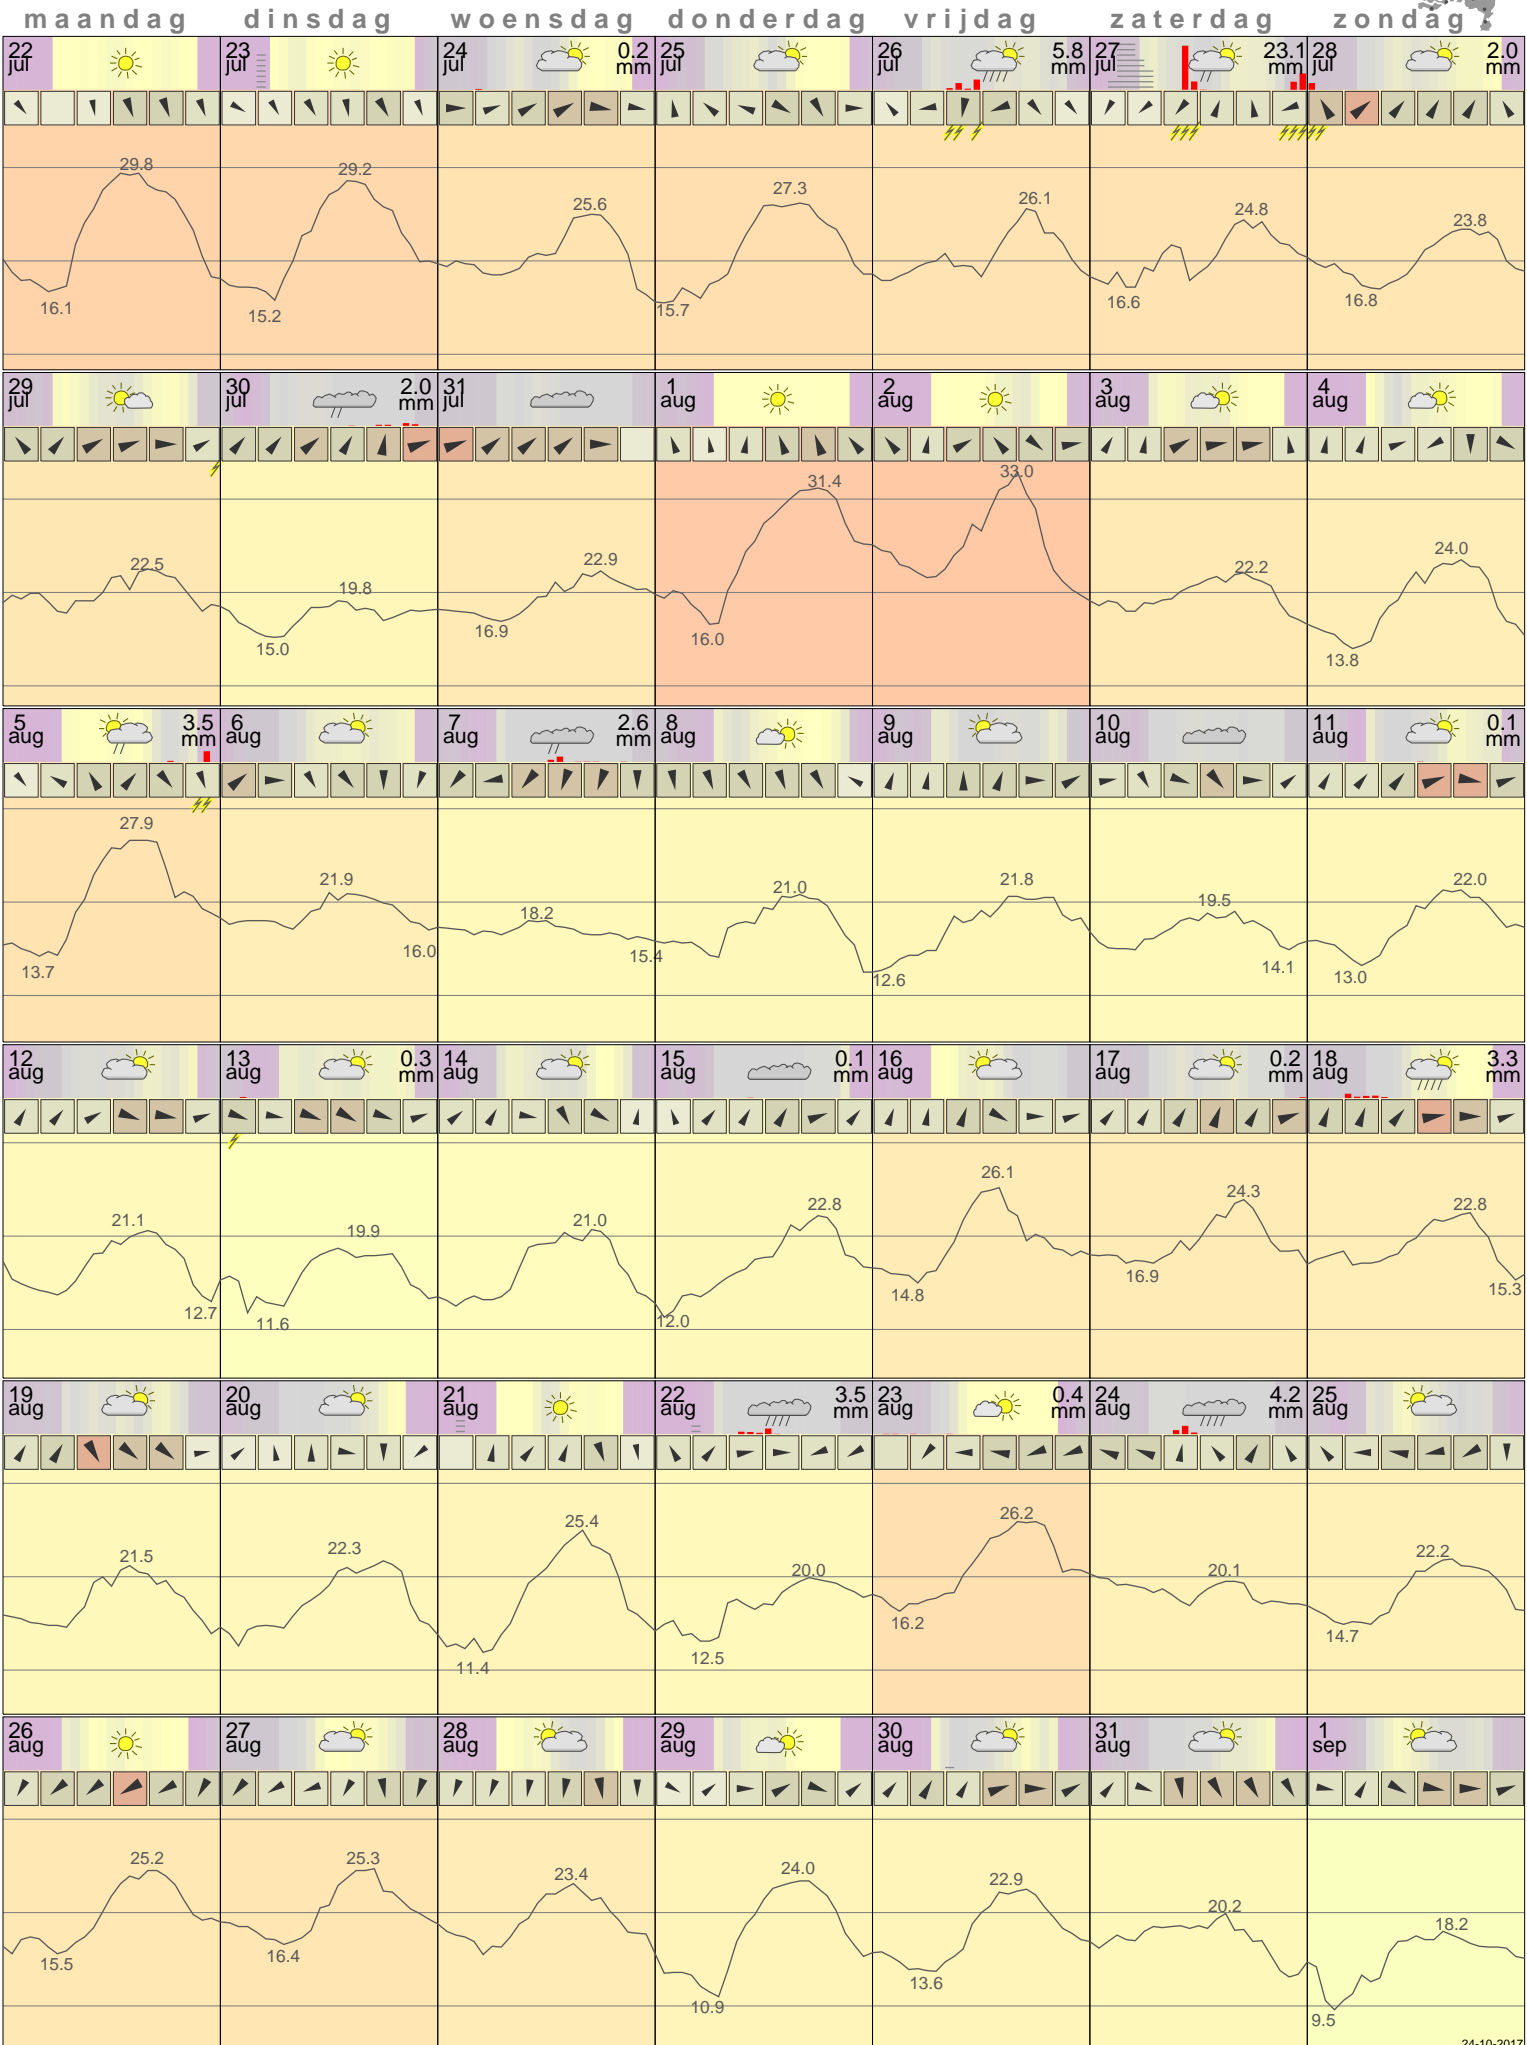 maandag dinsdag woensdag donderdag vrijdag zaterdag zondag
22 jul 23 jul 24 jul 0.2 mm 25 jul 26 jul 5.8 mm 27 jul 23.1 mm 28 jul 2.0 mm
29.8 29.2 25.6 27.3 26.1 24.8 23.8
16.1 15.2 15.7 16.6 16.8
29 jul 30 jul 2.0 mm 31 jul 1 aug 2 aug 3 aug 4 aug
22.5 19.8 22.9 31.4 33.0 22.2 24.0
15.0 16.9 16.0 13.8
5 aug 3.5 mm 6 aug 7 aug 2.6 mm 8 aug 9 aug 10 aug 11 aug 0.1 mm
27.9 21.9 18.2 21.0 21.8 19.5 22.0
13.7 16.0 15.4 12.6 14.1 13.0
12 aug 13 aug 0.3 mm 14 aug 15 aug 0.1 mm 16 aug 17 aug 0.2 mm 18 aug 3.3 mm
21.1 19.9 21.0 22.8 26.1 24.3 22.8
12.7 11.6 12.0 14.8 16.9 15.3
19 aug 20 aug 21 aug 22 aug 3.5 mm 23 aug 0.4 mm 24 aug 4.2 mm 25 aug
21.5 22.3 25.4 20.0 26.2 20.1 22.2
11.4 12.5 16.2 14.7
26 aug 27 aug 28 aug 29 aug 30 aug 31 aug 1 sep
25.2 25.3 23.4 24.0 22.9 20.2 18.2
15.5 16.4 10.9 13.6 9.5
24-10-2017